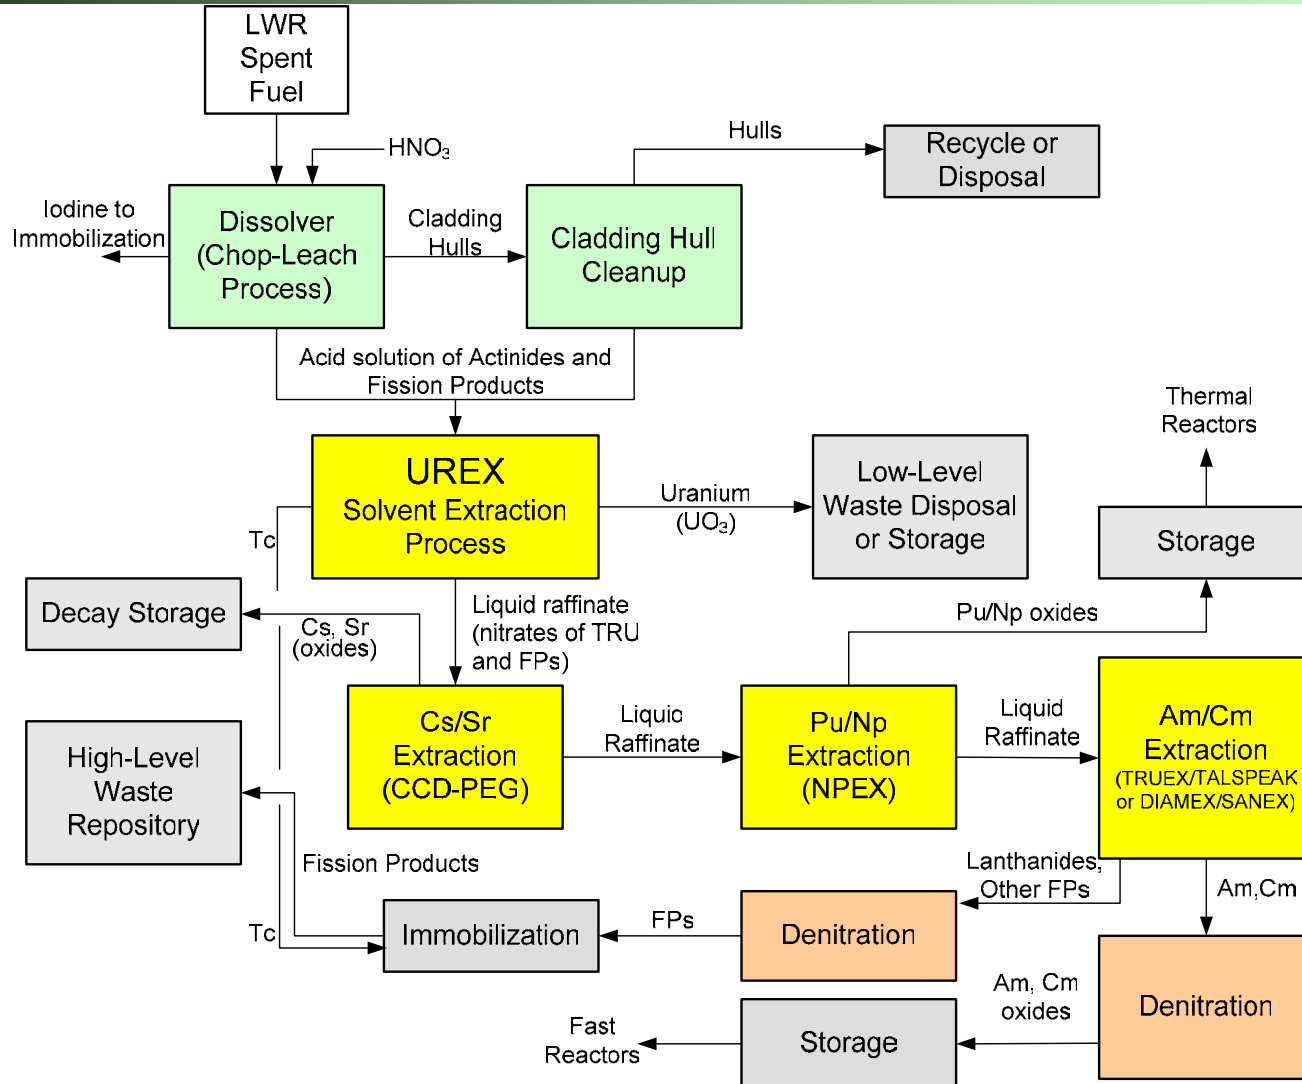 LWR
Spent
Fuel
HNO₃
Hulls
Recycle or
Disposal
Iodine to
Immobilization
Dissolver
(Chop-Leach
Process)
Cladding
Hulls
Cladding Hull
Cleanup
Acid solution of Actinides and
Fission Products
Thermal
Reactors
UREX
Solvent Extraction
Process
Uranium
(UO₃)
Low-Level
Waste Disposal
or Storage
Storage
Tc
Decay Storage
Cs, Sr
(oxides)
Liquid raffinate
(nitrates of TRU
and FPs)
Pu/Np oxides
High-Level
Waste
Repository
Cs/Sr
Extraction
(CCD-PEG)
Liquid
Raffinate
Pu/Np
Extraction
(NPEX)
Liquid
Raffinate
Am/Cm
Extraction
(TRUEX/TALSPEAK
or DIAMEX/SANEX)
Fission Products
Lanthanides,
Other FPs
Am,Cm
Tc
Immobilization
FPs
Denitration
Am, Cm
oxides
Denitration
Fast
Reactors
Storage